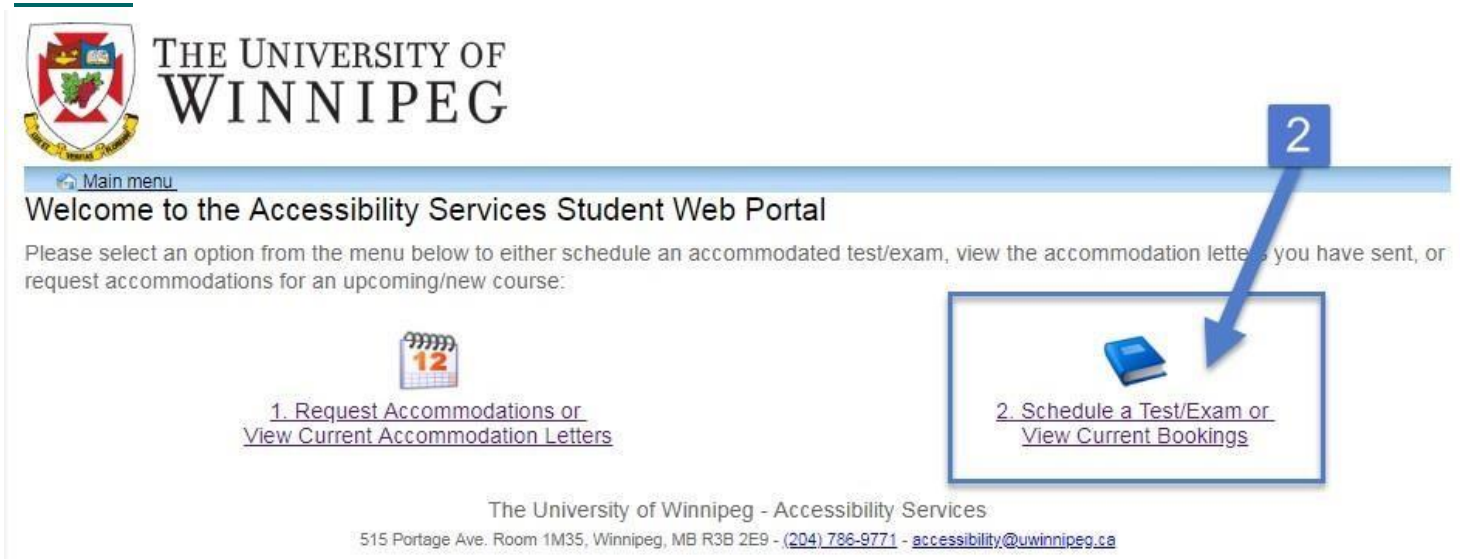 THE UNIVERSITY OF
WINNIPEG
2
Main menu
Welcome to the Accessibility Services Student Web Portal
Please select an option from the menu below to either schedule an accommodated test/exam, view the accommodation letters you have sent, or
request accommodations for an upcoming/new course:
12
1. Request Accommodations or
View Current Accommodation Letters
2. Schedule a Test/Exam or
View Current Bookings
The University of Winnipeg - Accessibility Services
515 Portage Ave. Room 1M35, Winnipeg, MB R3B 2E9 - (204) 786-9771 - accessibility@uwinnipeg.ca